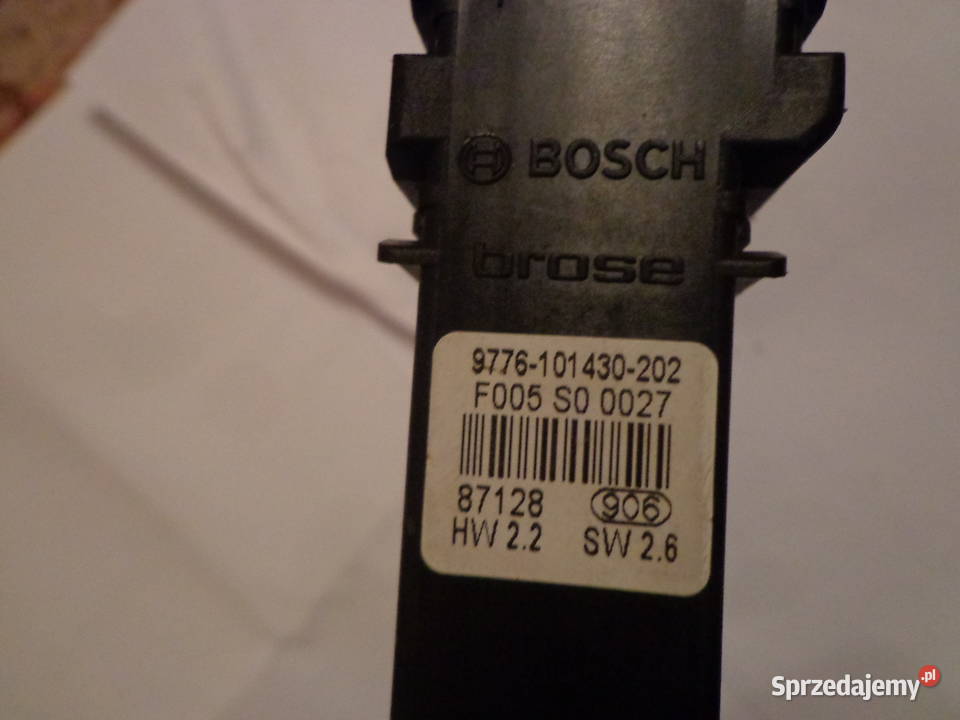 BOSCH
brose
9776-101430-202
F005 S0 0027
87128 906
HW 2.2 SW 2.6
Sprzedajemy.pl